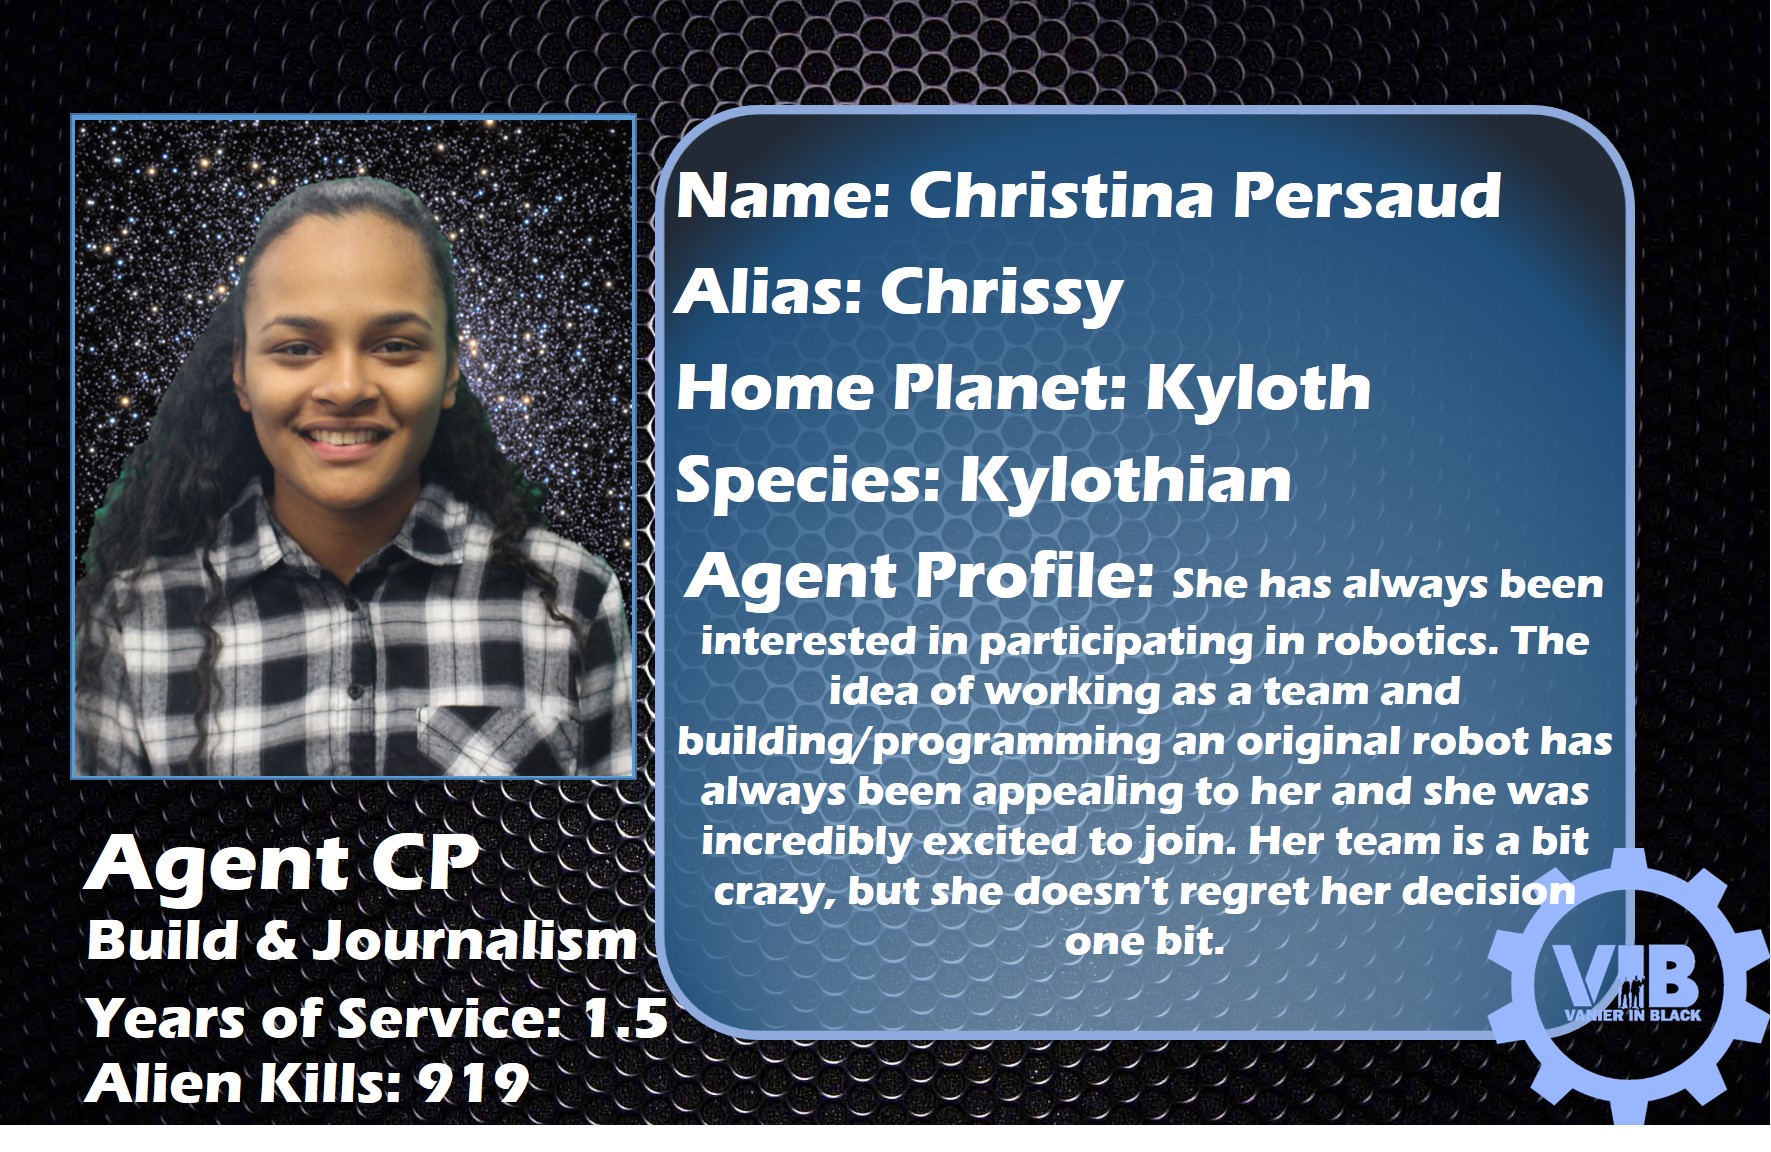 Name: Christina Persaud
Alias: Chrissy
Home Planet: Kyloth
Species: Kylothian
Agent Profile: She has always been
interested in participating in robotics. The
idea of working as a team and
building/programming an original robot has
always been appealing to her and she was
incredibly excited to join. Her team is a bit
crazy, but she doesn't regret her decision
one bit.
Agent CP
Build & Journalism
Years of Service: 1.5
Alien Kills: 919
VIB
VANIER IN BLACK